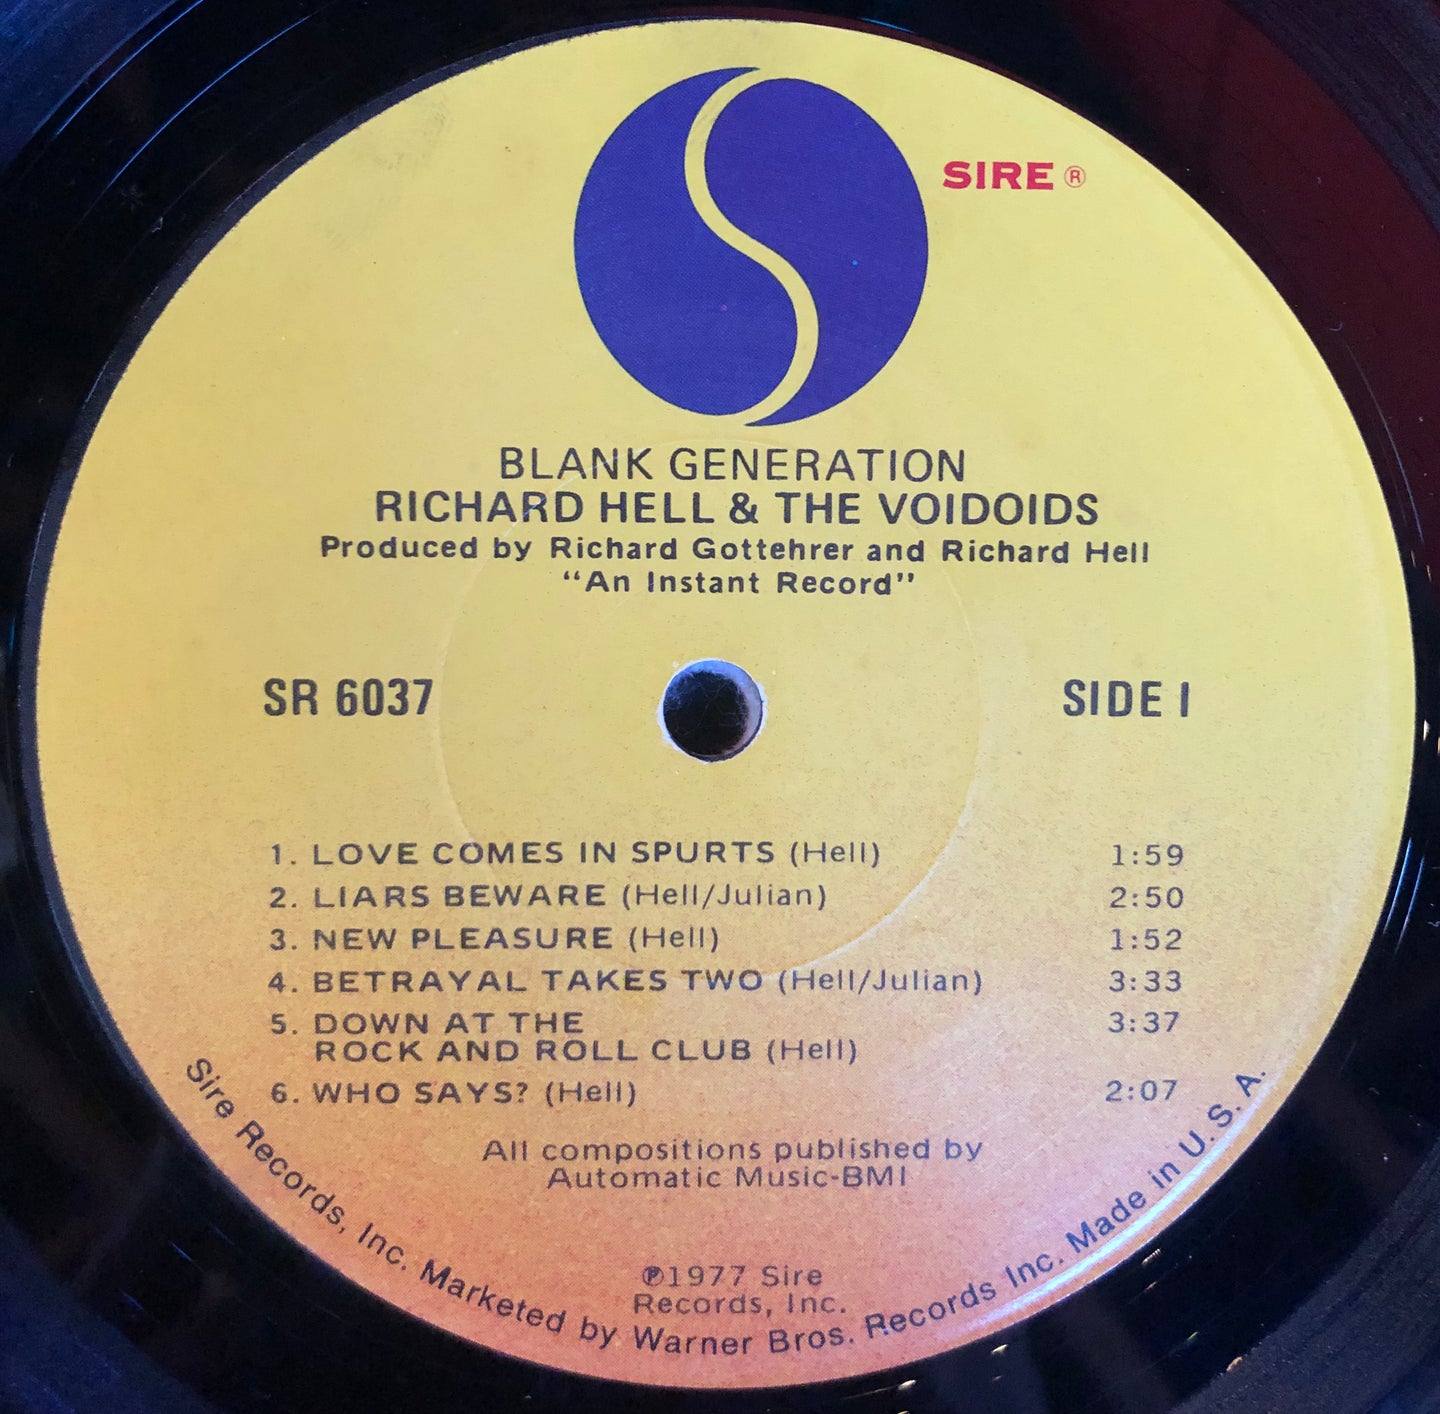 SIRE ®
BLANK GENERATION
RICHARD HELL & THE VOIDOIDS
Produced by Richard Gottehrer and Richard Hell
“An Instant Record”
SR 6037 SIDE I
1. LOVE COMES IN SPURTS (Hell) 1:59
2. LIARS BEWARE (Hell/Julian) 2:50
3. NEW PLEASURE (Hell) 1:52
4. BETRAYAL TAKES TWO (Hell/Julian) 3:33
5. DOWN AT THE 3:37
ROCK AND ROLL CLUB (Hell)
6. WHO SAYS? (Hell) 2:07
All compositions published by
Automatic Music-BMI
℗1977 Sire
Records, Inc.
Sire Records, Inc. Marketed by Warner Bros. Records Inc. Made in U. S. A.